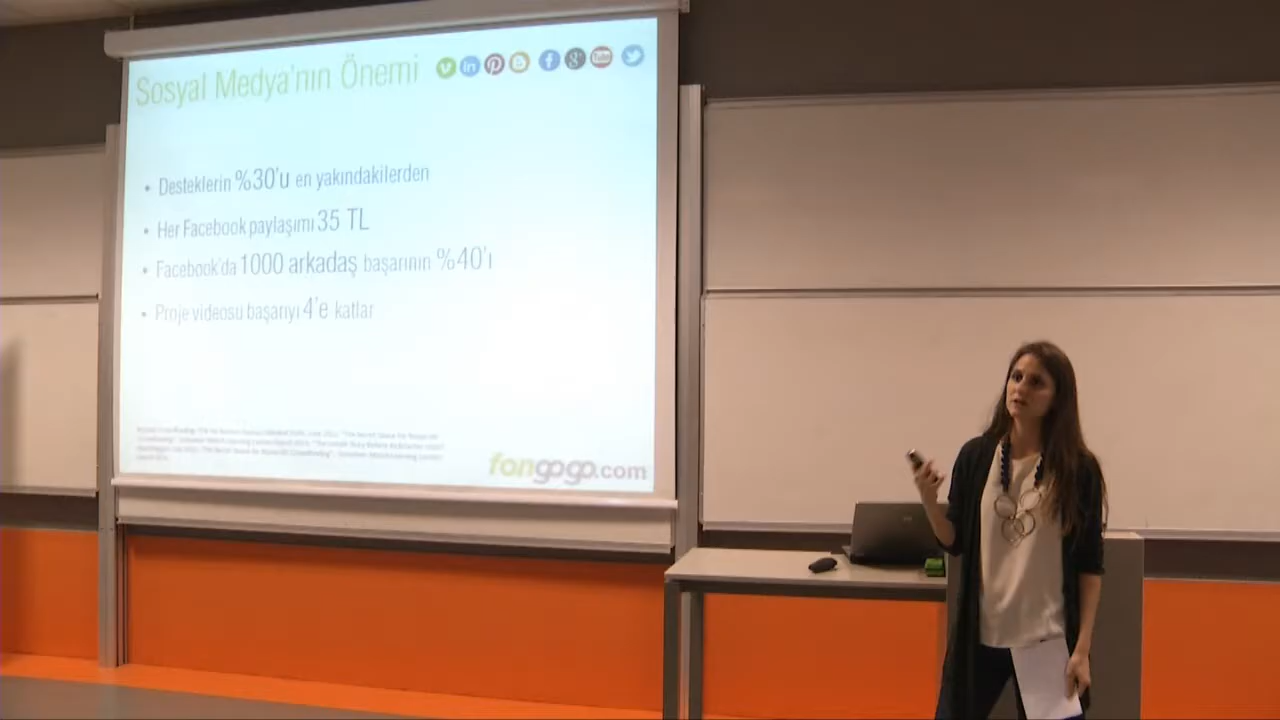 Sosyal Medya'nın Önemi
• Desteklerin %30'u en yakındakilerden
• Her Facebook paylaşımı 35 TL
• Facebook'da 1000 arkadaş başarının %40'ı
• Proje videosu başarıyı 4'e katlar
fongogo.com